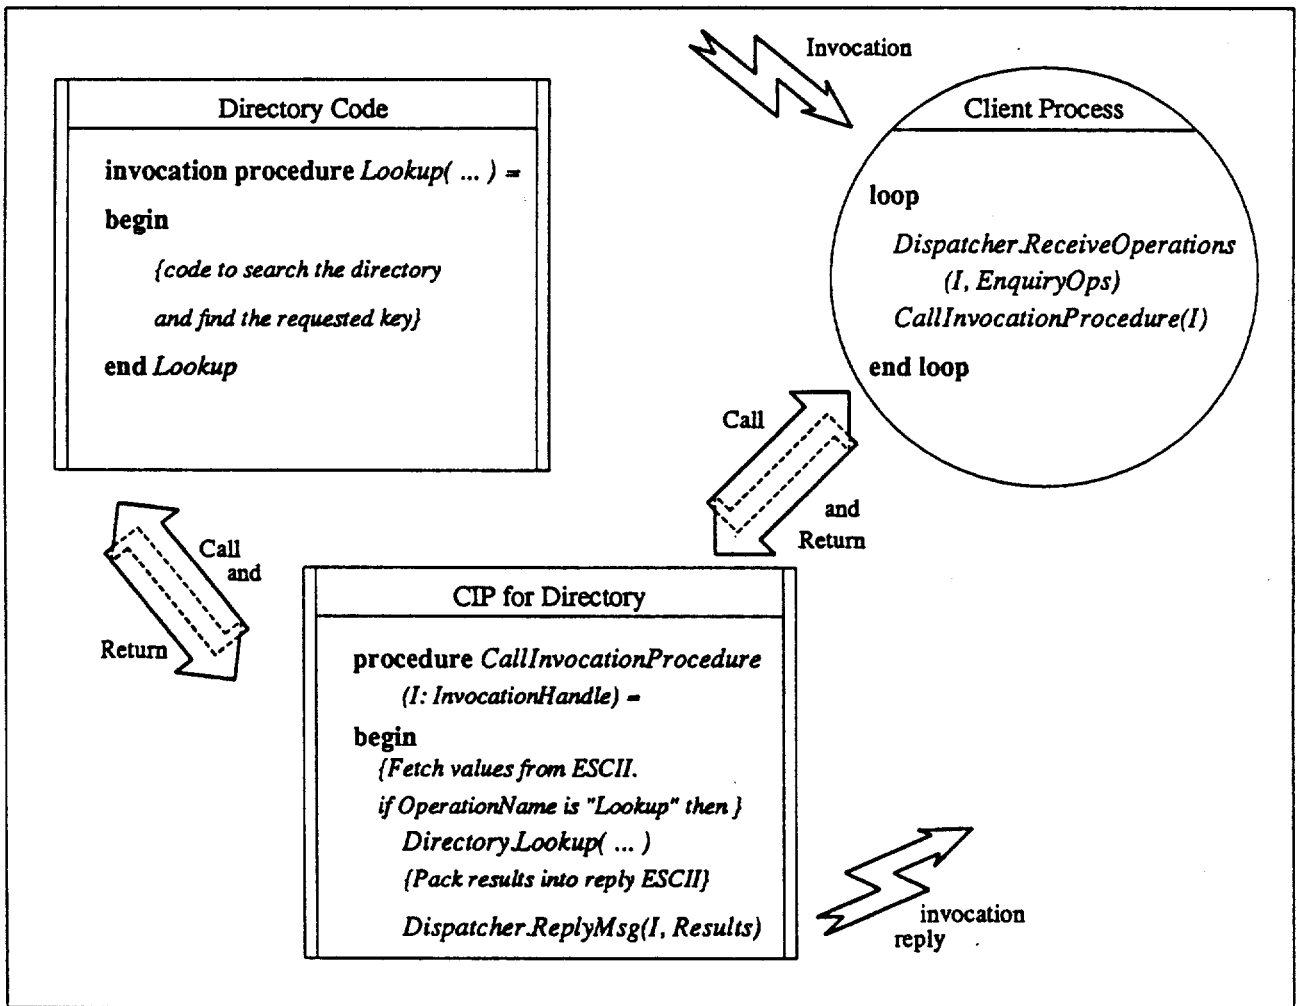 Invocation
Directory Code
invocation procedure Lookup( ... ) =
begin
{code to search the directory
and find the requested key}
end Lookup
Client Process
loop
Dispatcher.ReceiveOperations
(I, EnquiryOps)
CallInvocationProcedure(I)
end loop
Call
and
Return
Call
and
Return
CIP for Directory
procedure CallInvocationProcedure
(I: InvocationHandle) =
begin
{Fetch values from ESCII.
if OperationName is "Lookup" then }
Directory.Lookup( ... )
{Pack results into reply ESCII}
Dispatcher.ReplyMsg(I, Results)
invocation
reply